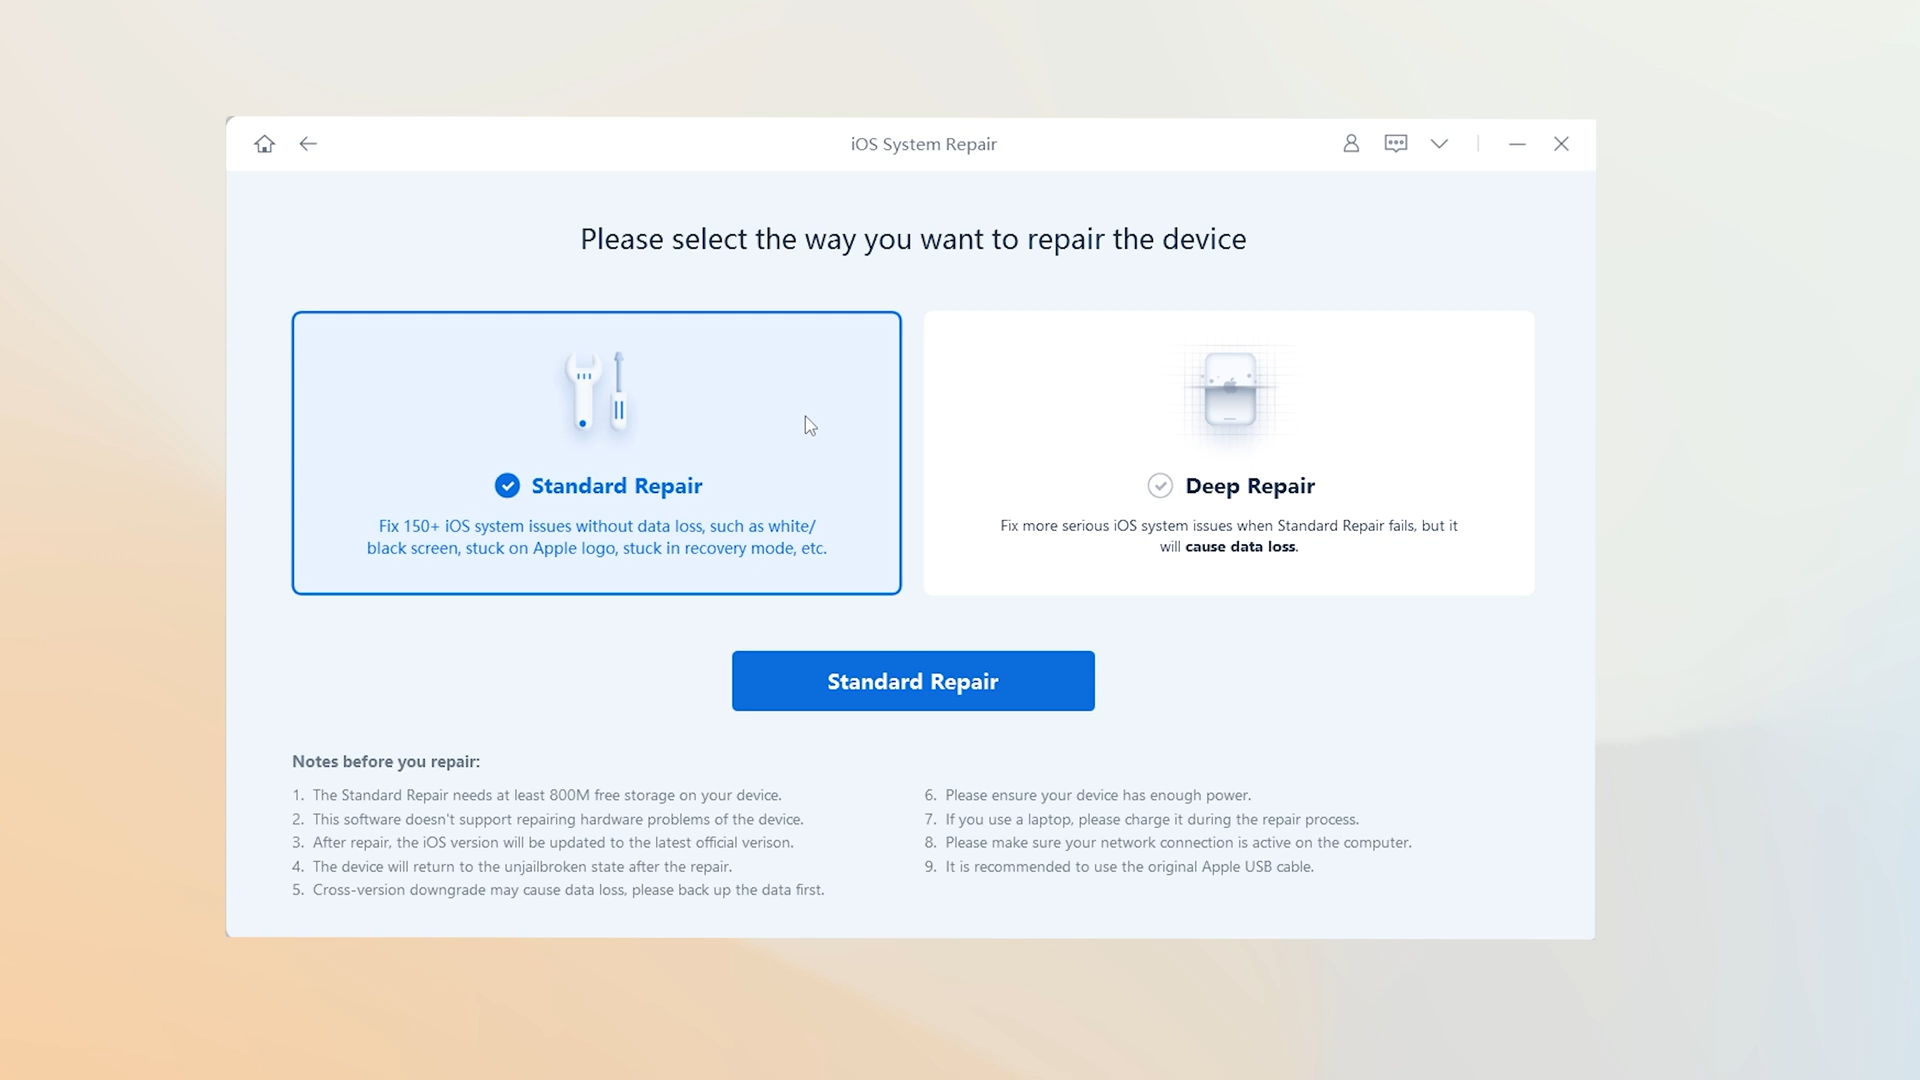 iOS System Repair
Please select the way you want to repair the device
Standard Repair
Fix 150+ iOS system issues without data loss, such as white/
black screen, stuck on Apple logo, stuck in recovery mode, etc.
Deep Repair
Fix more serious iOS system issues when Standard Repair fails, but it
will cause data loss.
Standard Repair
Notes before you repair:
1. The Standard Repair needs at least 800M free storage on your device.
2. This software doesn't support repairing hardware problems of the device.
3. After repair, the iOS version will be updated to the latest official verison.
4. The device will return to the unjailbroken state after the repair.
5. Cross-version downgrade may cause data loss, please back up the data first.
6. Please ensure your device has enough power.
7. If you use a laptop, please charge it during the repair process.
8. Please make sure your network connection is active on the computer.
9. It is recommended to use the original Apple USB cable.